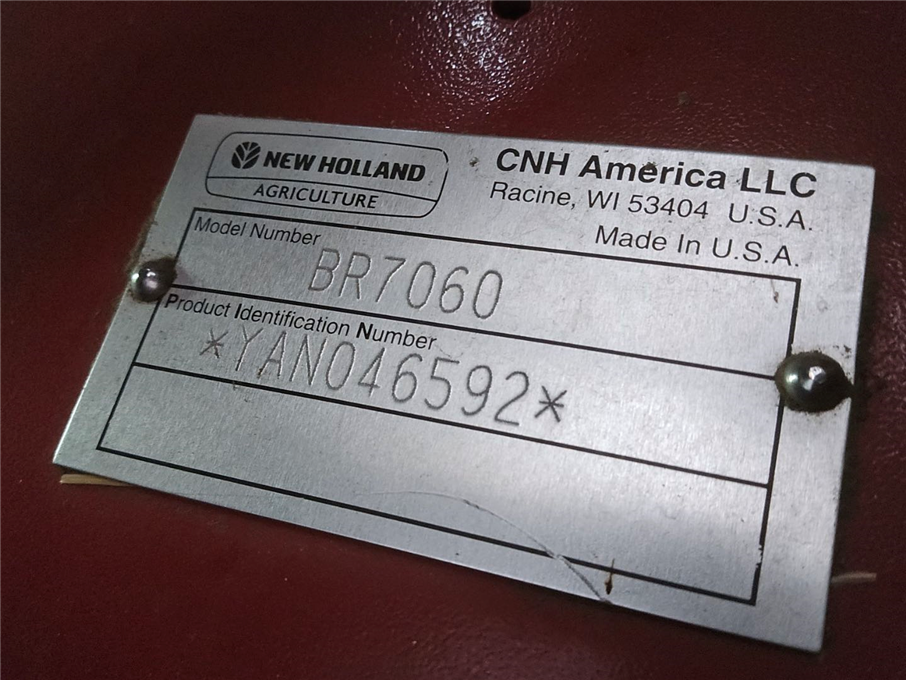 NEW HOLLAND
AGRICULTURE
CNH America LLC
Racine, WI 53404 U.S.A.
Made In U.S.A.
Model Number
BR7060
Product Identification Number
*YAN046592*